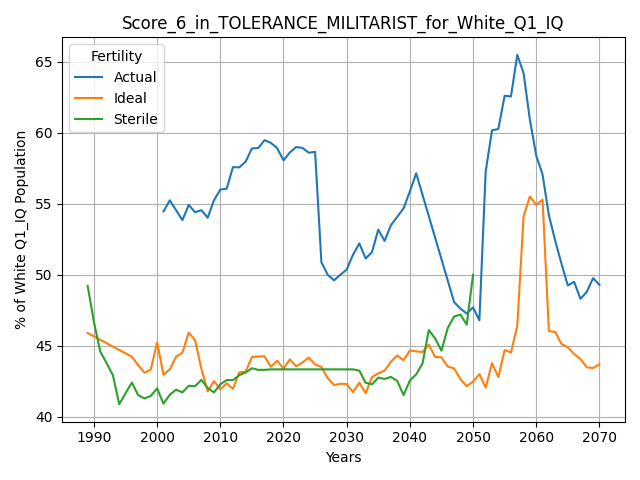 Score_6_in_TOLERANCE_MILITARIST_for_White_Q1_IQ
Fertility
Actual
Ideal
Sterile
% of White Q1_IQ Population
65
60
55
50
45
40
1990 2000 2010 2020 2030 2040 2050 2060 2070
Years